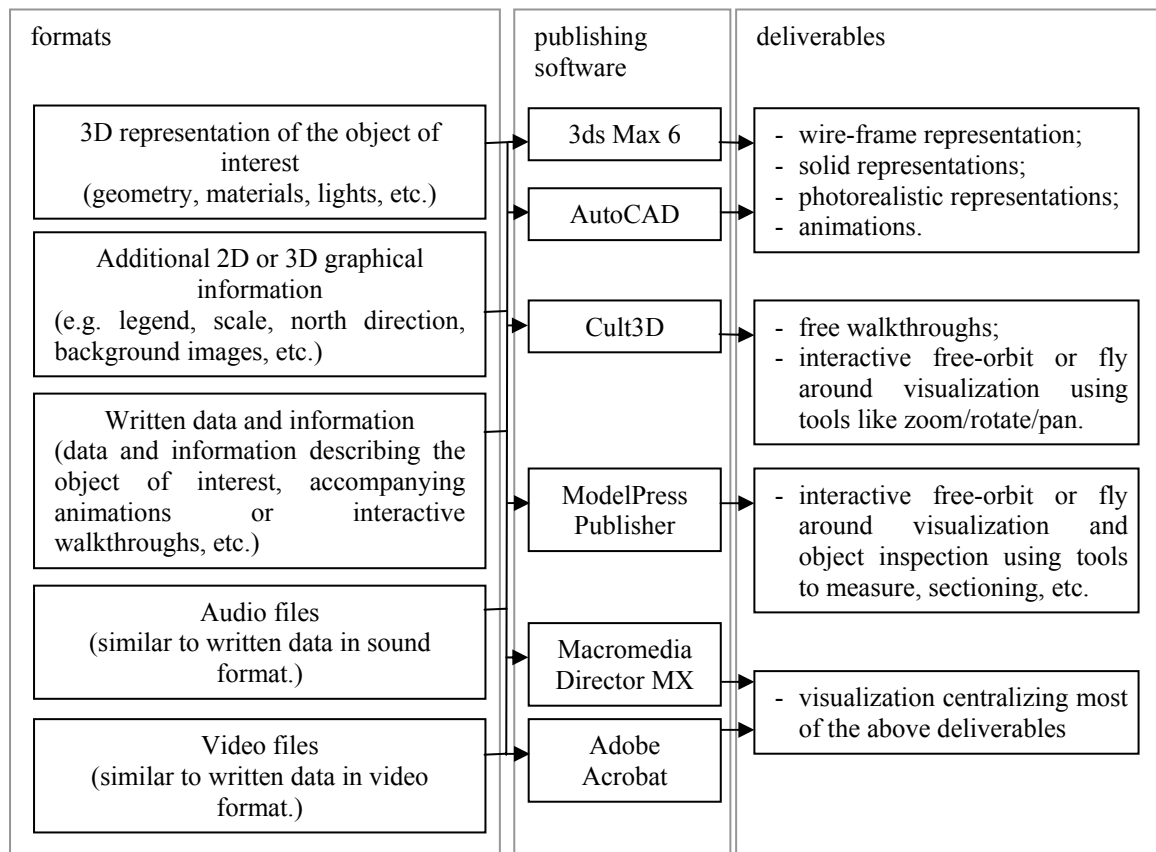 formats
3D representation of the object of
interest
(geometry, materials, lights, etc.)
Additional 2D or 3D graphical
information
(e.g. legend, scale, north direction,
background images, etc.)
Written data and information
(data and information describing the
object of interest, accompanying
animations or interactive
walkthroughs, etc.)
Audio files
(similar to written data in sound
format.)
Video files
(similar to written data in video
format.)
publishing
software
3ds Max 6
AutoCAD
Cult3D
ModelPress
Publisher
Macromedia
Director MX
Adobe
Acrobat
deliverables
- wire-frame representation;
- solid representations;
- photorealistic representations;
- animations.
- free walkthroughs;
- interactive free-orbit or fly
around visualization using
tools like zoom/rotate/pan.
- interactive free-orbit or fly
around visualization and
object inspection using tools
to measure, sectioning, etc.
- visualization centralizing most
of the above deliverables